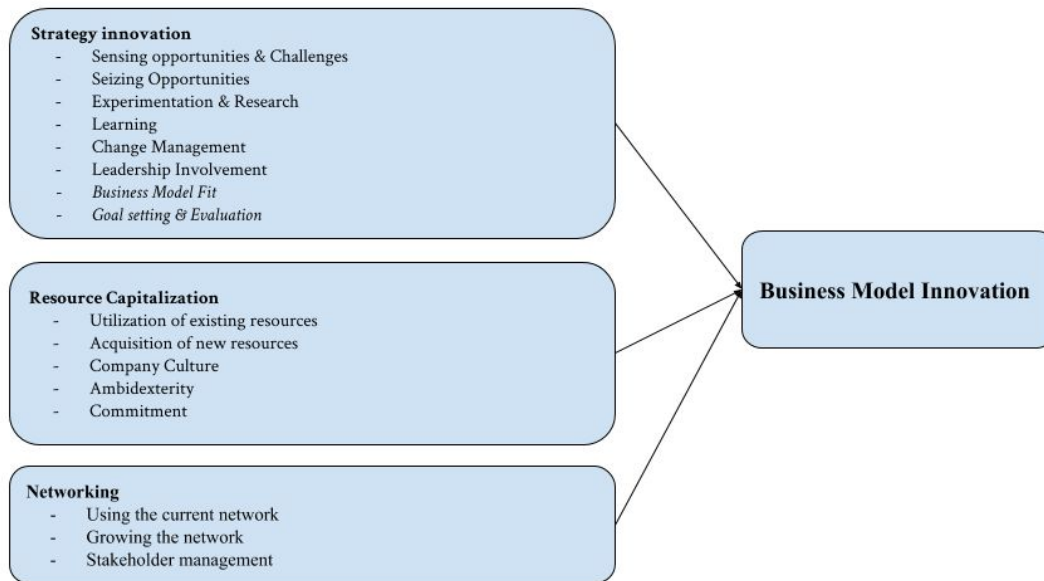 Strategy innovation
- Sensing opportunities & Challenges
- Seizing Opportunities
- Experimentation & Research
- Learning
- Change Management
- Leadership Involvement
- Business Model Fit
- Goal setting & Evaluation
Resource Capitalization
- Utilization of existing resources
- Acquisition of new resources
- Company Culture
- Ambidexterity
- Commitment
Networking
- Using the current network
- Growing the network
- Stakeholder management
Business Model Innovation